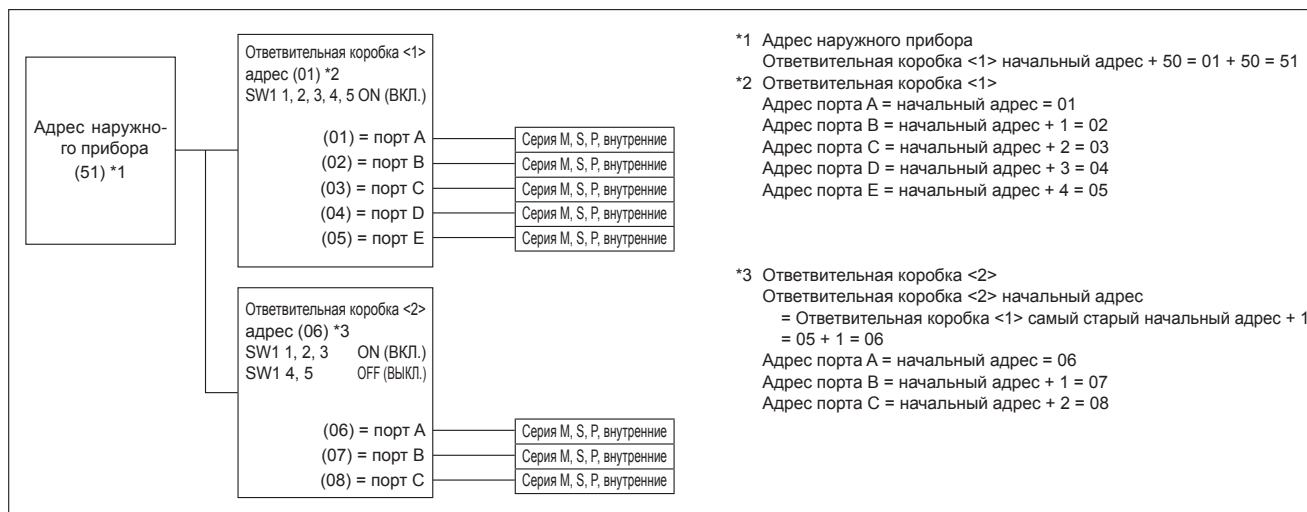 Адрес наружно-
го прибора
(51) *1
Ответвительная коробка <1>
адрес (01) *2
SW1 1, 2, 3, 4, 5 ON (ВКЛ.)
(01) = порт A
(02) = порт B
(03) = порт C
(04) = порт D
(05) = порт E
Серия M, S, P, внутренние
Серия M, S, P, внутренние
Серия M, S, P, внутренние
Серия M, S, P, внутренние
Серия M, S, P, внутренние
Ответвительная коробка <2>
адрес (06) *3
SW1 1, 2, 3 ON (ВКЛ.)
SW1 4, 5 OFF (ВЫКЛ.)
(06) = порт A
(07) = порт B
(08) = порт C
Серия M, S, P, внутренние
Серия M, S, P, внутренние
Серия M, S, P, внутренние
*1 Адрес наружного прибора
Ответвительная коробка <1> начальный адрес + 50 = 01 + 50 = 51
*2 Ответвительная коробка <1>
Адрес порта A = начальный адрес = 01
Адрес порта B = начальный адрес + 1 = 02
Адрес порта C = начальный адрес + 2 = 03
Адрес порта D = начальный адрес + 3 = 04
Адрес порта E = начальный адрес + 4 = 05
*3 Ответвительная коробка <2>
Ответвительная коробка <2> начальный адрес
= Ответвительная коробка <1> самый старый начальный адрес + 1
= 05 + 1 = 06
Адрес порта A = начальный адрес = 06
Адрес порта B = начальный адрес + 1 = 07
Адрес порта C = начальный адрес + 2 = 08